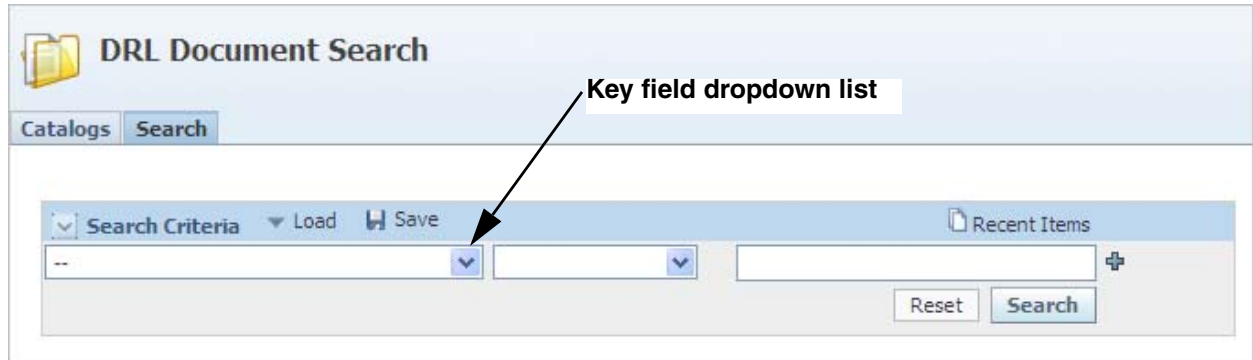 DRL Document Search
Key field dropdown list
Catalogs Search
Search Criteria Load Save Recent Items
--
Reset Search